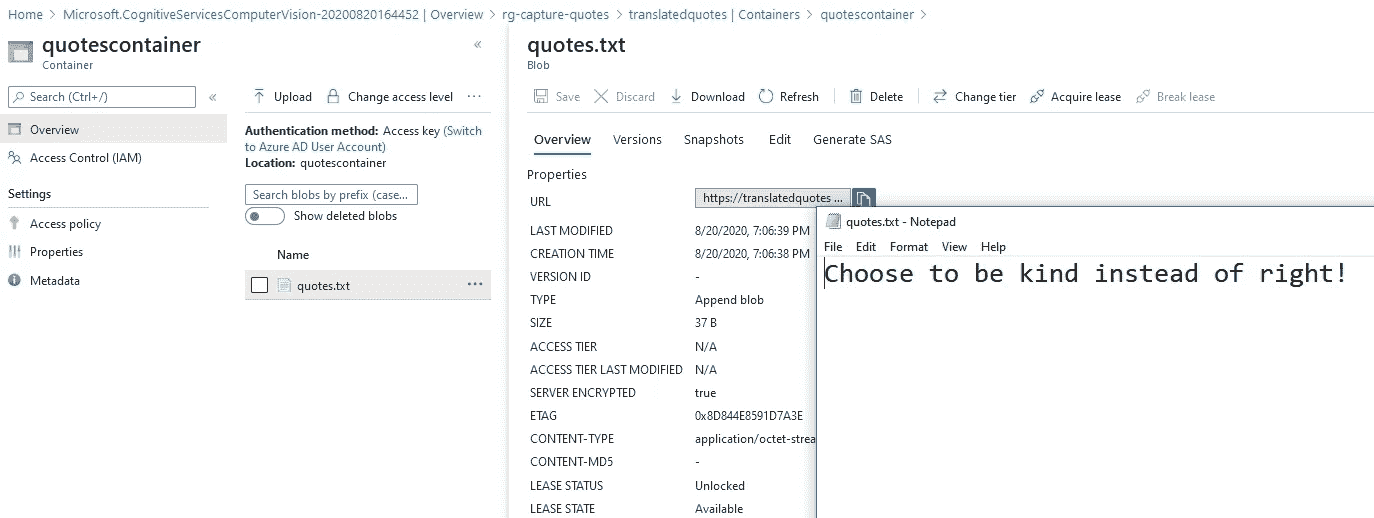 Home > Microsoft.CognitiveServicesComputerVision-20200820164452 | Overview > rg-capture-quotes > translatedquotes | Containers > quotescontainer >
quotescontainer
Container
Search (Ctrl+/)
Overview
Access Control (IAM)
Settings
Access policy
Properties
Metadata
Upload Change access level ...
Authentication method: Access key (Switch
to Azure AD User Account)
Location: quotescontainer
Search blobs by prefix (case...
Show deleted blobs
Name
quotes.txt ...
quotes.txt
Blob
Save Discard Download Refresh Delete Change tier Acquire lease Break lease
Overview Versions Snapshots Edit Generate SAS
Properties
URL https://translatedquotes ...
LAST MODIFIED 8/20/2020, 7:06:39 PM
CREATION TIME 8/20/2020, 7:06:38 PM
VERSION ID -
TYPE Append blob
SIZE 37 B
ACCESS TIER N/A
ACCESS TIER LAST MODIFIED N/A
SERVER ENCRYPTED true
ETAG 0x8D844E8591D7A3E
CONTENT-TYPE application/octet-strea
CONTENT-MD5 -
LEASE STATUS Unlocked
LEASE STATE Available
quotes.txt - Notepad
File Edit Format View Help
Choose to be kind instead of right!